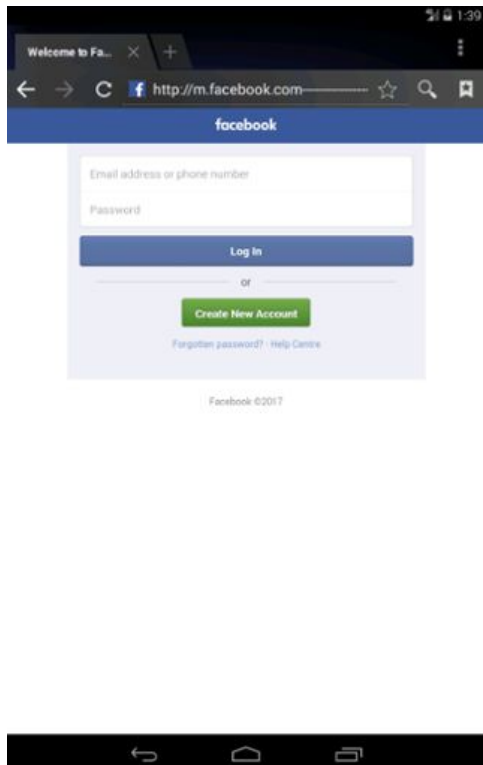 1:39
Welcome to Fa...
http://m.facebook.com----------------
facebook
Email address or phone number
Password
Log In
or
Create New Account
Forgotten password? · Help Centre
Facebook ©2017